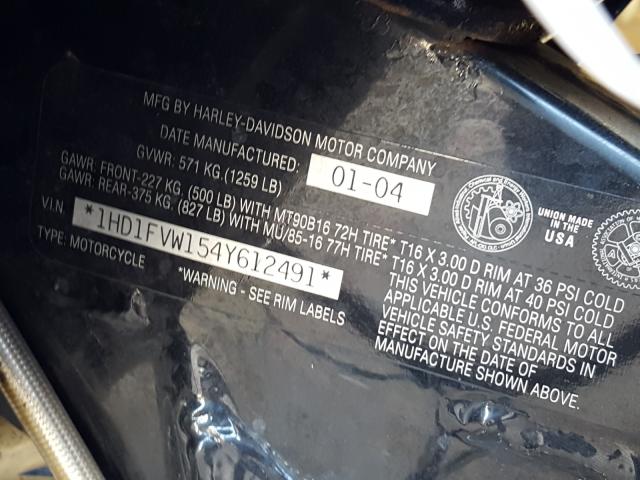 MFG BY HARLEY-DAVIDSON MOTOR COMPANY
DATE MANUFACTURED: 01-04
GVWR: 571 KG.(1259 LB)
GAWR: FRONT-227 KG. (500 LB) WITH MT90B16 72H TIRE* T16 X 3.00 D RIM AT 36 PSI COLD
GAWR: REAR-375 KG. (827 LB) WITH MU/85-16 77H TIRE* T16 X 3.00 D RIM AT 40 PSI COLD
V.I.N. *1HD1FVW154Y612491*
TYPE: MOTORCYCLE
*WARNING - SEE RIM LABELS
THIS VEHICLE CONFORMS TO ALL
APPLICABLE U.S. FEDERAL MOTOR
VEHICLE SAFETY STANDARDS IN
EFFECT ON THE DATE OF
MANUFACTURE SHOWN ABOVE.
UNION MADE
IN THE
USA